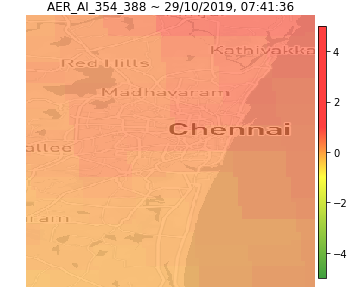 AER_AI_354_388 ~ 29/10/2019, 07:41:36
Kathivakka
Red Hills
Madhavaram
Chennai
allee
ram
4
2
0
−2
−4